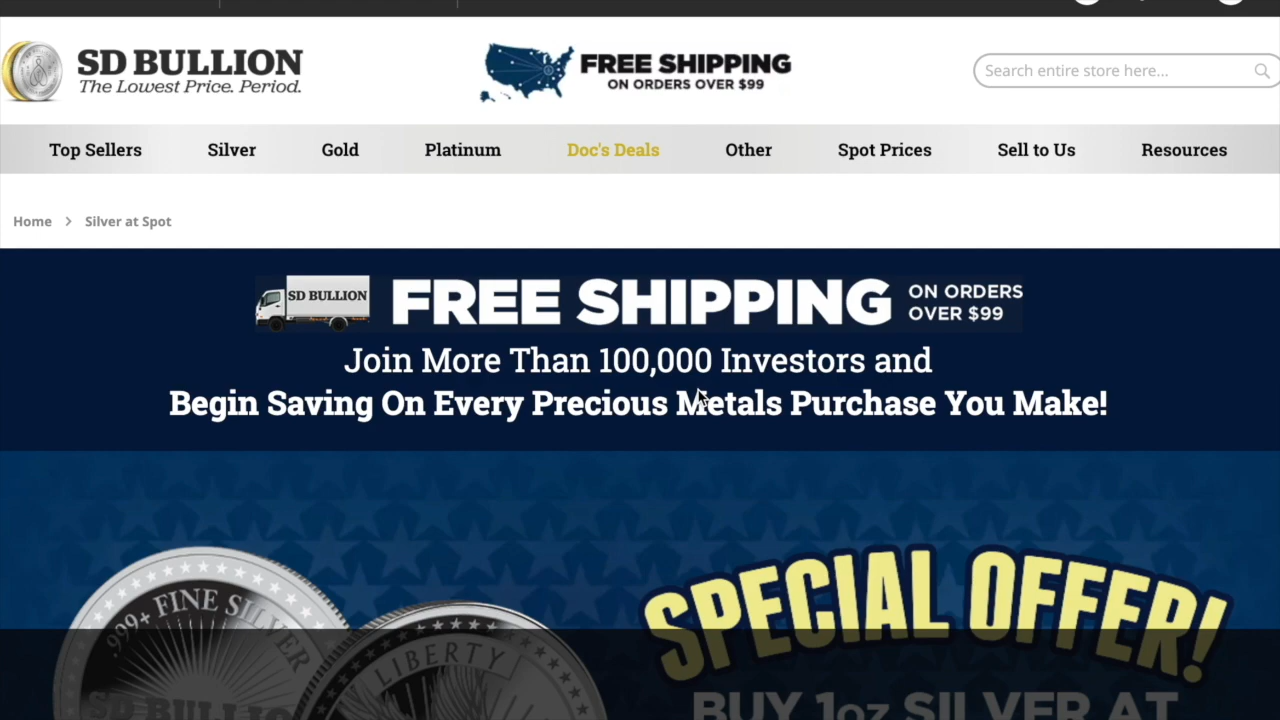 SD BULLION
The Lowest Price. Period.
FREE SHIPPING
ON ORDERS OVER $99
Search entire store here...
Top Sellers
Silver
Gold
Platinum
Doc's Deals
Other
Spot Prices
Sell to Us
Resources
Home
Silver at Spot
SD BULLION
FREE SHIPPING
ON ORDERS
OVER $99
Join More Than 100,000 Investors and
Begin Saving On Every Precious Metals Purchase You Make!
SPECIAL OFFER!
.999+ FINE SILVER
SD BULLION
LIBERTY
BUY 1oz SILVER AT